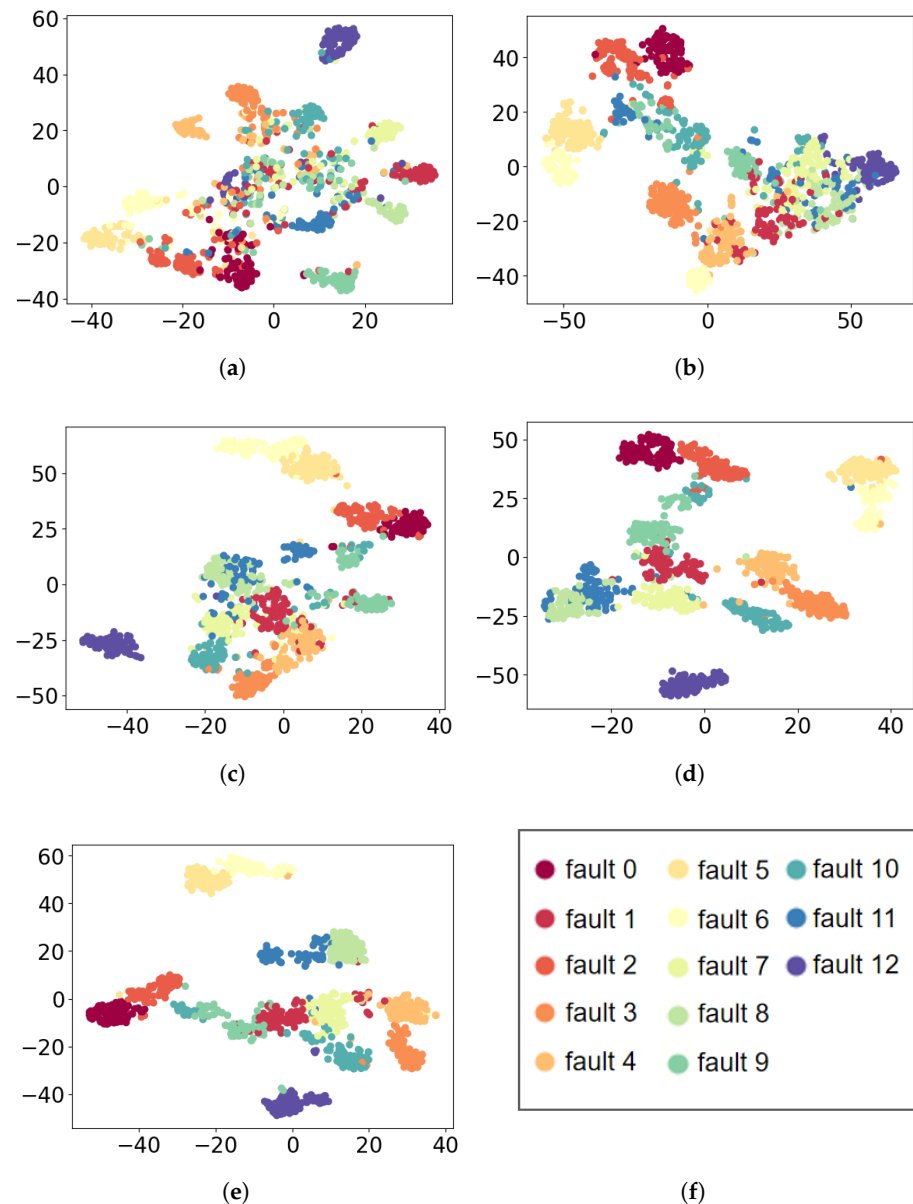 60
40
20
0
−20
−40
−40 −20 0 20
(a)
40
20
0
−20
−40
−50 0 50
(b)
50
25
0
−25
−50
−40 −20 0 20 40
(c)
50
25
0
−25
−50
−20 0 20 40
(d)
60
40
20
0
−20
−40
−40 −20 0 20 40
(e)
fault 0 fault 5 fault 10
fault 1 fault 6 fault 11
fault 2 fault 7 fault 12
fault 3 fault 8
fault 4 fault 9
(f)